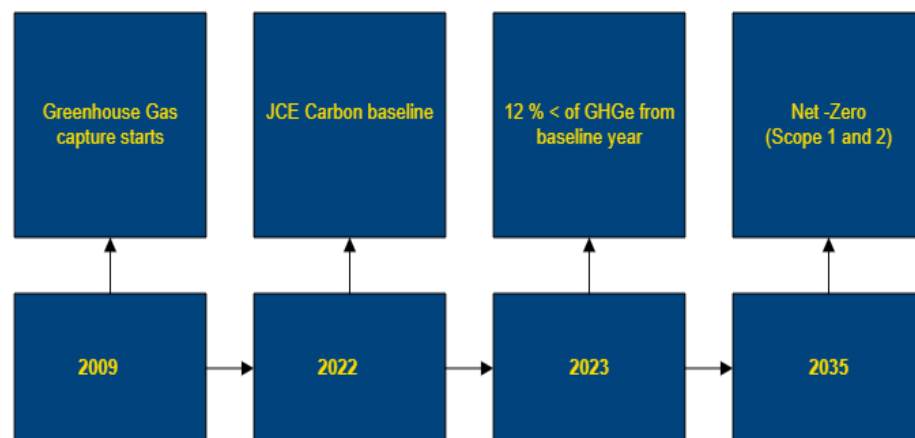 Greenhouse Gas
capture starts
JCE Carbon baseline
12 % < of GHGe from
baseline year
Net -Zero
(Scope 1 and 2)
2009
2022
2023
2035